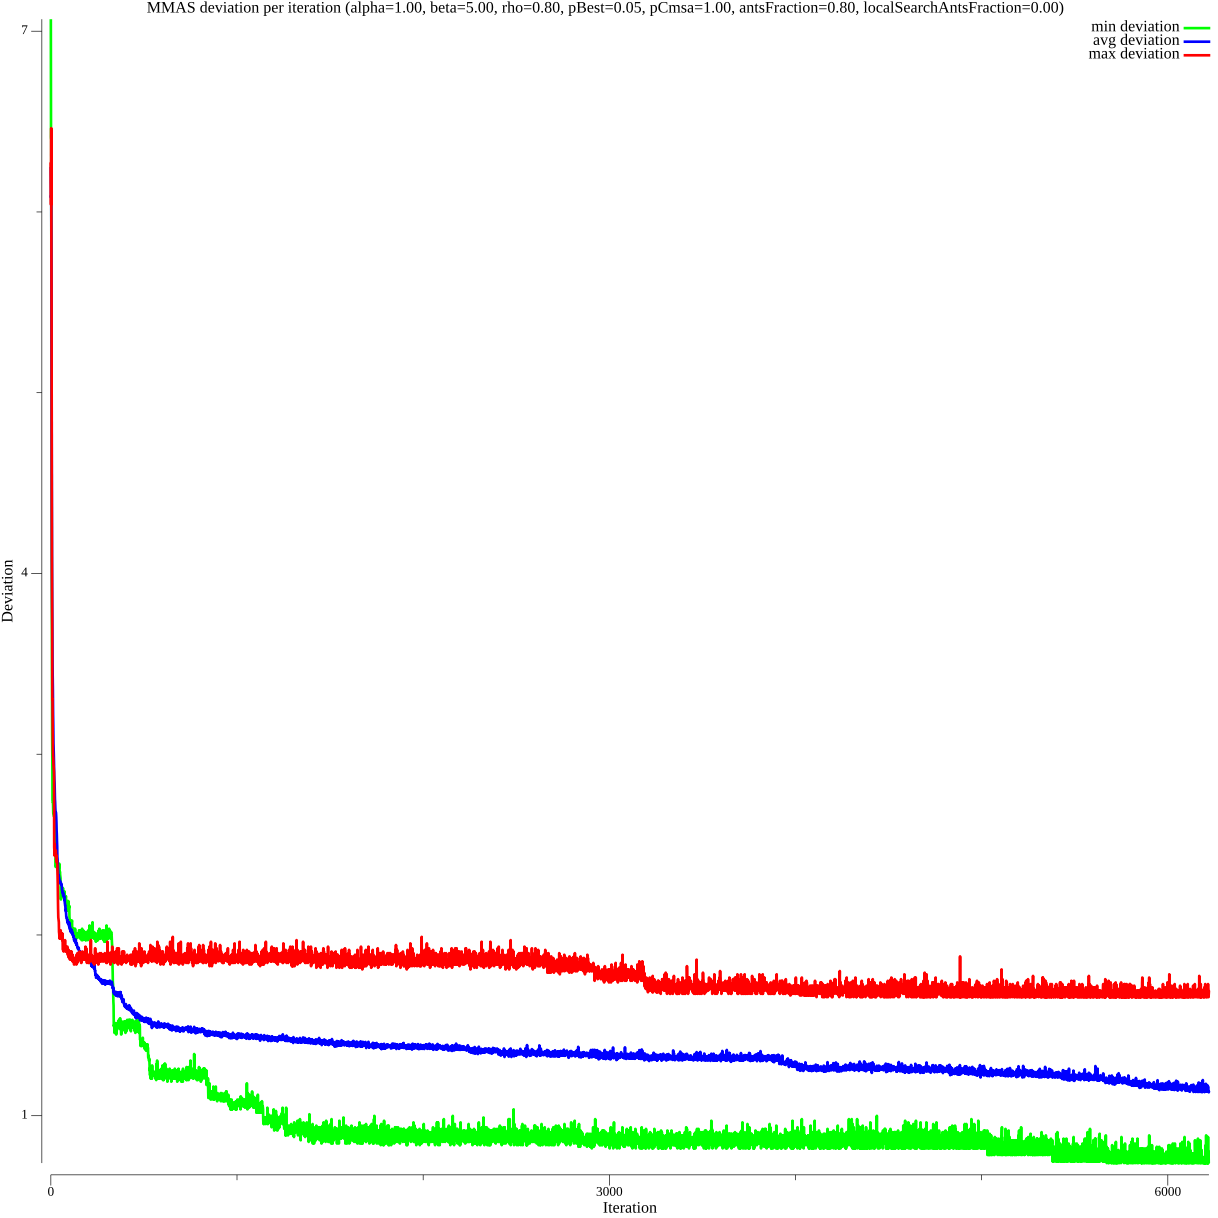 MMAS deviation per iteration (alpha=1.00, beta=5.00, rho=0.80, pBest=0.05, pCmsa=1.00, antsFraction=0.80, localSearchAntsFraction=0.00)
min deviation
avg deviation
max deviation
7
4
1
Deviation
0
3000
6000
Iteration